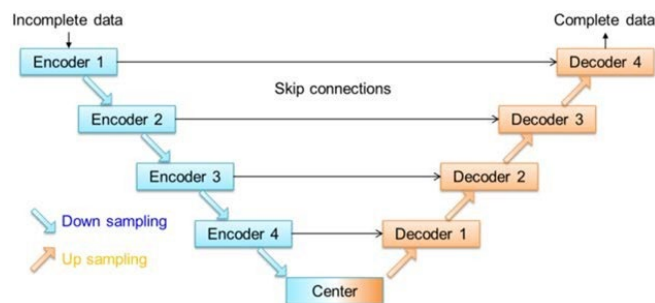 Incomplete data
Complete data
Encoder 1
Decoder 4
Skip connections
Encoder 2
Decoder 3
Encoder 3
Decoder 2
Down sampling
Encoder 4
Decoder 1
Up sampling
Center